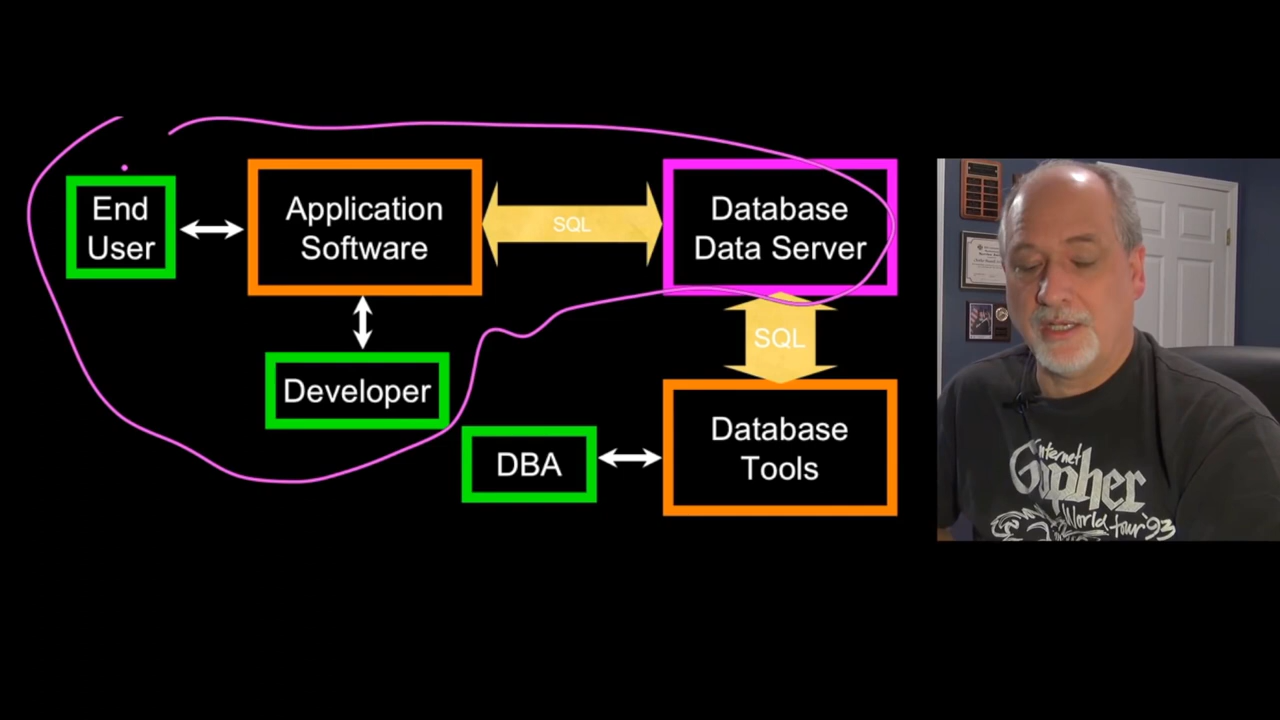 End
User
Application
Software
SQL
Database
Data Server
SQL
Developer
DBA
Database
Tools
Internet
Gopher
World tour '93